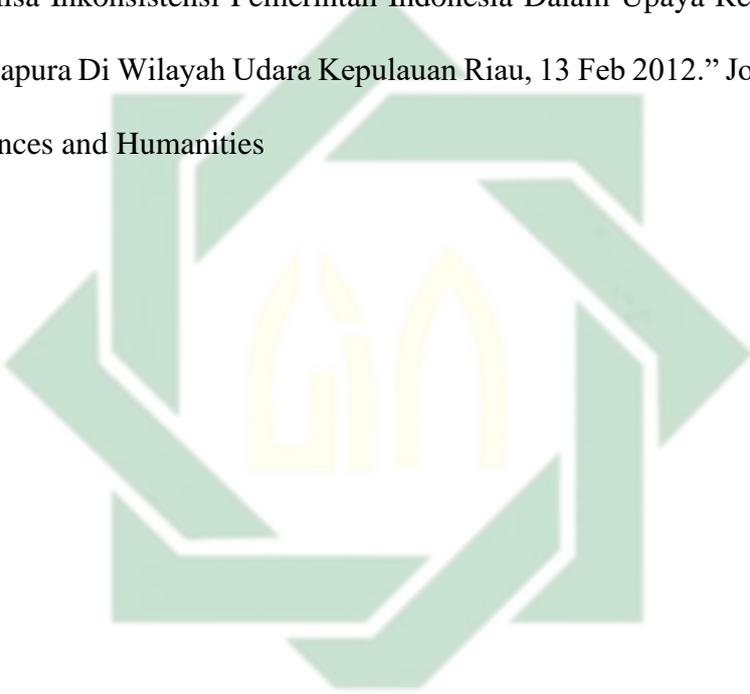 Inkonsistensi Pemerintah Indonesia Dalam Upaya
apura Di Wilayah Udara Kepulauan Riau, 13 Feb 2012.” Jo
nces and Humanities